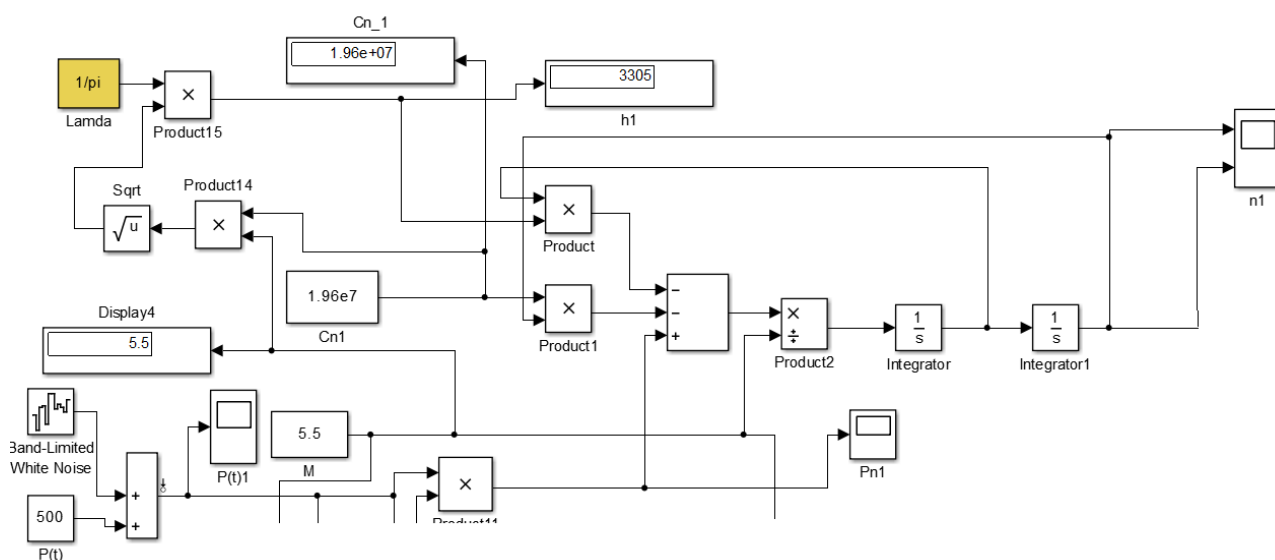 Cn_1
1.96e+07
1/pi
Lamda
×
Product15
3305
h1
Sqrt
√u
Product14
×
×
Product
n1
1.96e7
Cn1
×
Product1
−
−
+
×
÷
Product2
1
s
Integrator
1
s
Integrator1
Display4
5.5
Band-Limited
White Noise
P(t)1
5.5
M
Pn1
+
+
×
Product11
500
P(t)